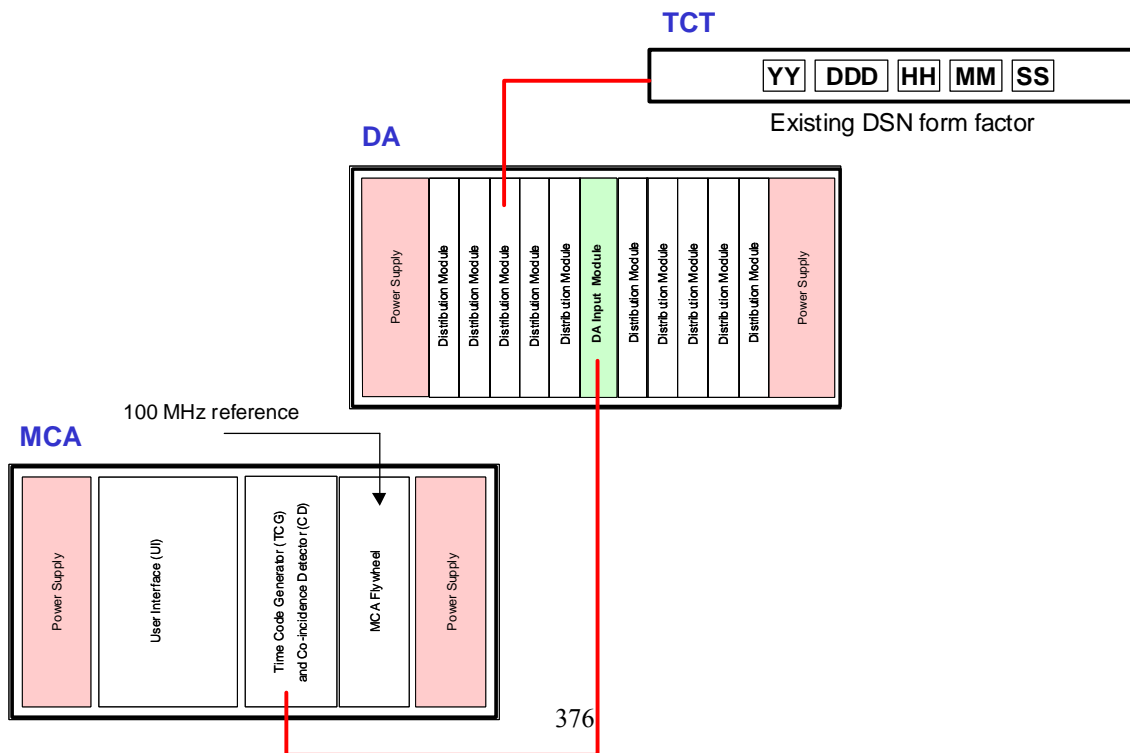 TCT
YY DDD HH MM SS
Existing DSN form factor
DA
Power Supply
Distribution Module
Distribution Module
Distribution Module
Distribution Module
Distribution Module
DA Input Module
Distribution Module
Distribution Module
Distribution Module
Distribution Module
Distribution Module
Power Supply
100 MHz reference
MCA
Power Supply
User Interface (UI)
Time Code Generator (TCG)
and Co-incidence Detector (CD)
MCA Flywheel
Power Supply
376